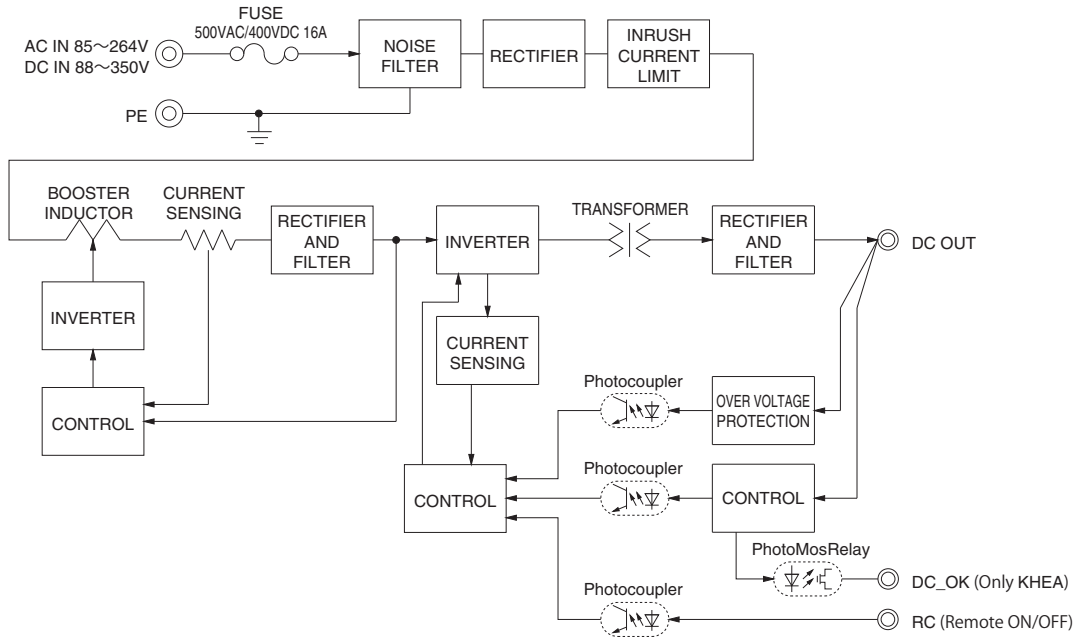 FUSE
500VAC/400VDC 16A
AC IN 85～264V
DC IN 88～350V
NOISE
FILTER
RECTIFIER
INRUSH
CURRENT
LIMIT
PE
BOOSTER
INDUCTOR
CURRENT
SENSING
RECTIFIER
AND
FILTER
INVERTER
TRANSFORMER
RECTIFIER
AND
FILTER
DC OUT
INVERTER
CURRENT
SENSING
CONTROL
Photocoupler
OVER VOLTAGE
PROTECTION
CONTROL
Photocoupler
CONTROL
PhotoMosRelay
DC_OK (Only KHEA)
Photocoupler
RC (Remote ON/OFF)